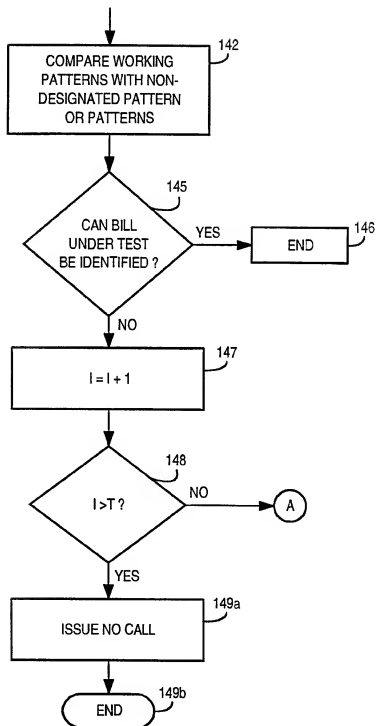 142
COMPARE WORKING
PATTERNS WITH NON-
DESIGNATED PATTERN
OR PATTERNS
145
CAN BILL
UNDER TEST
BE IDENTIFIED ?
YES
END
146
NO
147
I = I + 1
148
I >T ?
NO
A
YES
149a
ISSUE NO CALL
END
149b